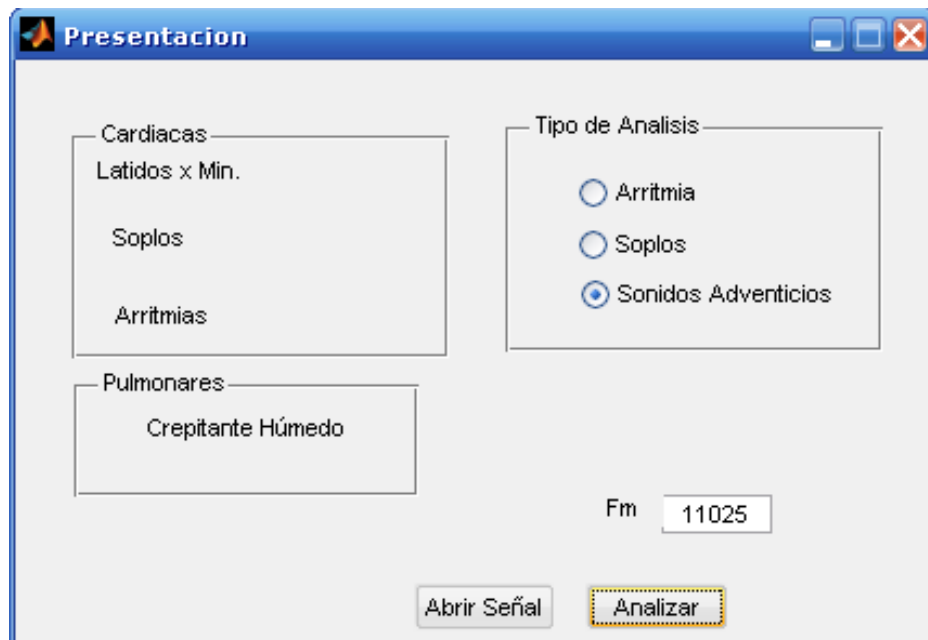 Presentacion
Cardiacas
Latidos x Min.
Soplos
Arritmias
Tipo de Analisis
Arritmia
Soplos
Sonidos Adventicios
Pulmonares
Crepitante Húmedo
Fm 11025
Abrir Señal Analizar